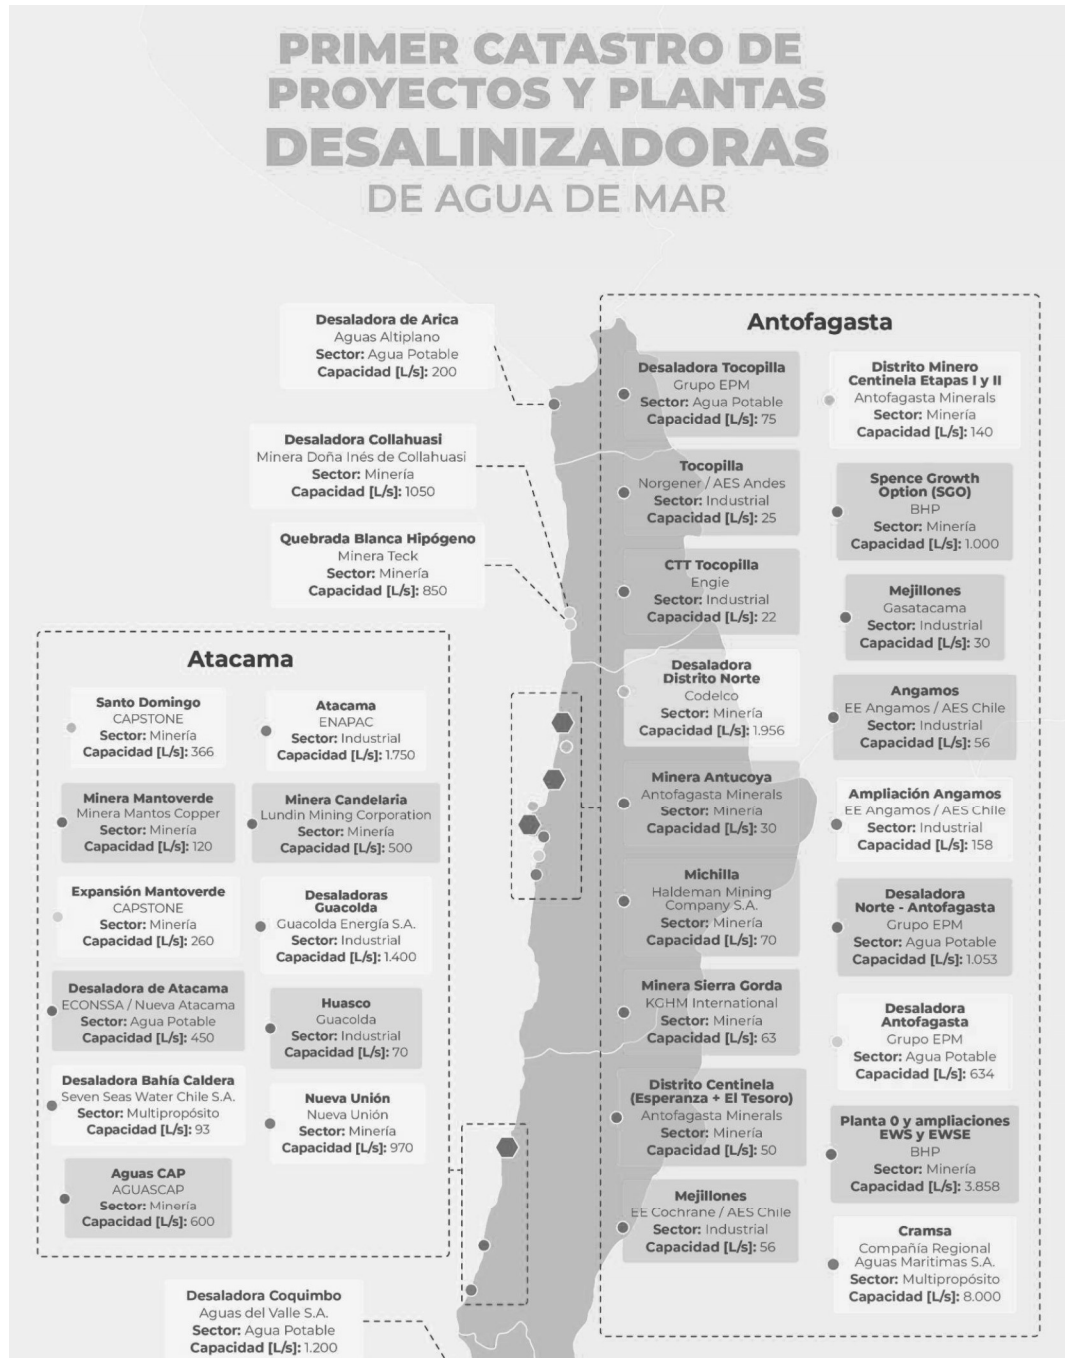 PRIMER CATASTRO DE
PROYECTOS Y PLANTAS
DESALINIZADORAS
DE AGUA DE MAR
Desaladora de Arica
Aguas Altiplano
Sector: Agua Potable
Capacidad [L/s]: 200
Desaladora Collahuasi
Minera Doña Inés de Collahuasi
Sector: Minería
Capacidad [L/s]: 1050
Quebrada Blanca Hipógeno
Minera Teck
Sector: Minería
Capacidad [L/s]: 850
Atacama
Santo Domingo
CAPSTONE
Sector: Minería
Capacidad [L/s]: 366
Minera Mantoverde
Minera Mantos Copper
Sector: Minería
Capacidad [L/s]: 120
Expansión Mantoverde
CAPSTONE
Sector: Minería
Capacidad [L/s]: 260
Desaladora de Atacama
ECONSSA / Nueva Atacama
Sector: Agua Potable
Capacidad [L/s]: 450
Desaladora Bahía Caldera
Seven Seas Water Chile S.A.
Sector: Multipropósito
Capacidad [L/s]: 93
Aguas CAP
AGUASCAP
Sector: Minería
Capacidad [L/s]: 600
Atacama
ENAPAC
Sector: Industrial
Capacidad [L/s]: 1.750
Minera Candelaria
Lundin Mining Corporation
Sector: Minería
Capacidad [L/s]: 500
Desaladoras
Guacolda
Guacolda Energía S.A.
Sector: Industrial
Capacidad [L/s]: 1.400
Huasco
Guacolda
Sector: Industrial
Capacidad [L/s]: 70
Nueva Unión
Nueva Unión
Sector: Minería
Capacidad [L/s]: 970
Desaladora Coquimbo
Aguas del Valle S.A.
Sector: Agua Potable
Capacidad [L/s]: 1.200
Antofagasta
Desaladora Tocopilla
Grupo EPM
Sector: Agua Potable
Capacidad [L/s]: 75
Tocopilla
Norgener / AES Andes
Sector: Industrial
Capacidad [L/s]: 25
CTT Tocopilla
Engie
Sector: Industrial
Capacidad [L/s]: 22
Desaladora
Distrito Norte
Codelco
Sector: Minería
Capacidad [L/s]: 1.956
Minera Antucoya
Antofagasta Minerals
Sector: Minería
Capacidad [L/s]: 30
Michilla
Haldeman Mining
Company S.A.
Sector: Minería
Capacidad [L/s]: 70
Minera Sierra Gorda
KGHM International
Sector: Minería
Capacidad [L/s]: 63
Distrito Centinela
(Esperanza + El Tesoro)
Antofagasta Minerals
Sector: Minería
Capacidad [L/s]: 50
Mejillones
EE Cochrane / AES Chile
Sector: Industrial
Capacidad [L/s]: 56
Distrito Minero
Centinela Etapas I y II
Antofagasta Minerals
Sector: Minería
Capacidad [L/s]: 140
Spence Growth
Option (SGO)
BHP
Sector: Minería
Capacidad [L/s]: 1.000
Mejillones
Gasatacama
Sector: Industrial
Capacidad [L/s]: 30
Angamos
EE Angamos / AES Chile
Sector: Industrial
Capacidad [L/s]: 56
Ampliación Angamos
EE Angamos / AES Chile
Sector: Industrial
Capacidad [L/s]: 158
Desaladora
Norte - Antofagasta
Grupo EPM
Sector: Agua Potable
Capacidad [L/s]: 1.053
Desaladora
Antofagasta
Grupo EPM
Sector: Agua Potable
Capacidad [L/s]: 634
Planta 0 y ampliaciones
EWS y EWSE
BHP
Sector: Minería
Capacidad [L/s]: 3.858
Cramsa
Compañía Regional
Aguas Maritimas S.A.
Sector: Multipropósito
Capacidad [L/s]: 8.000